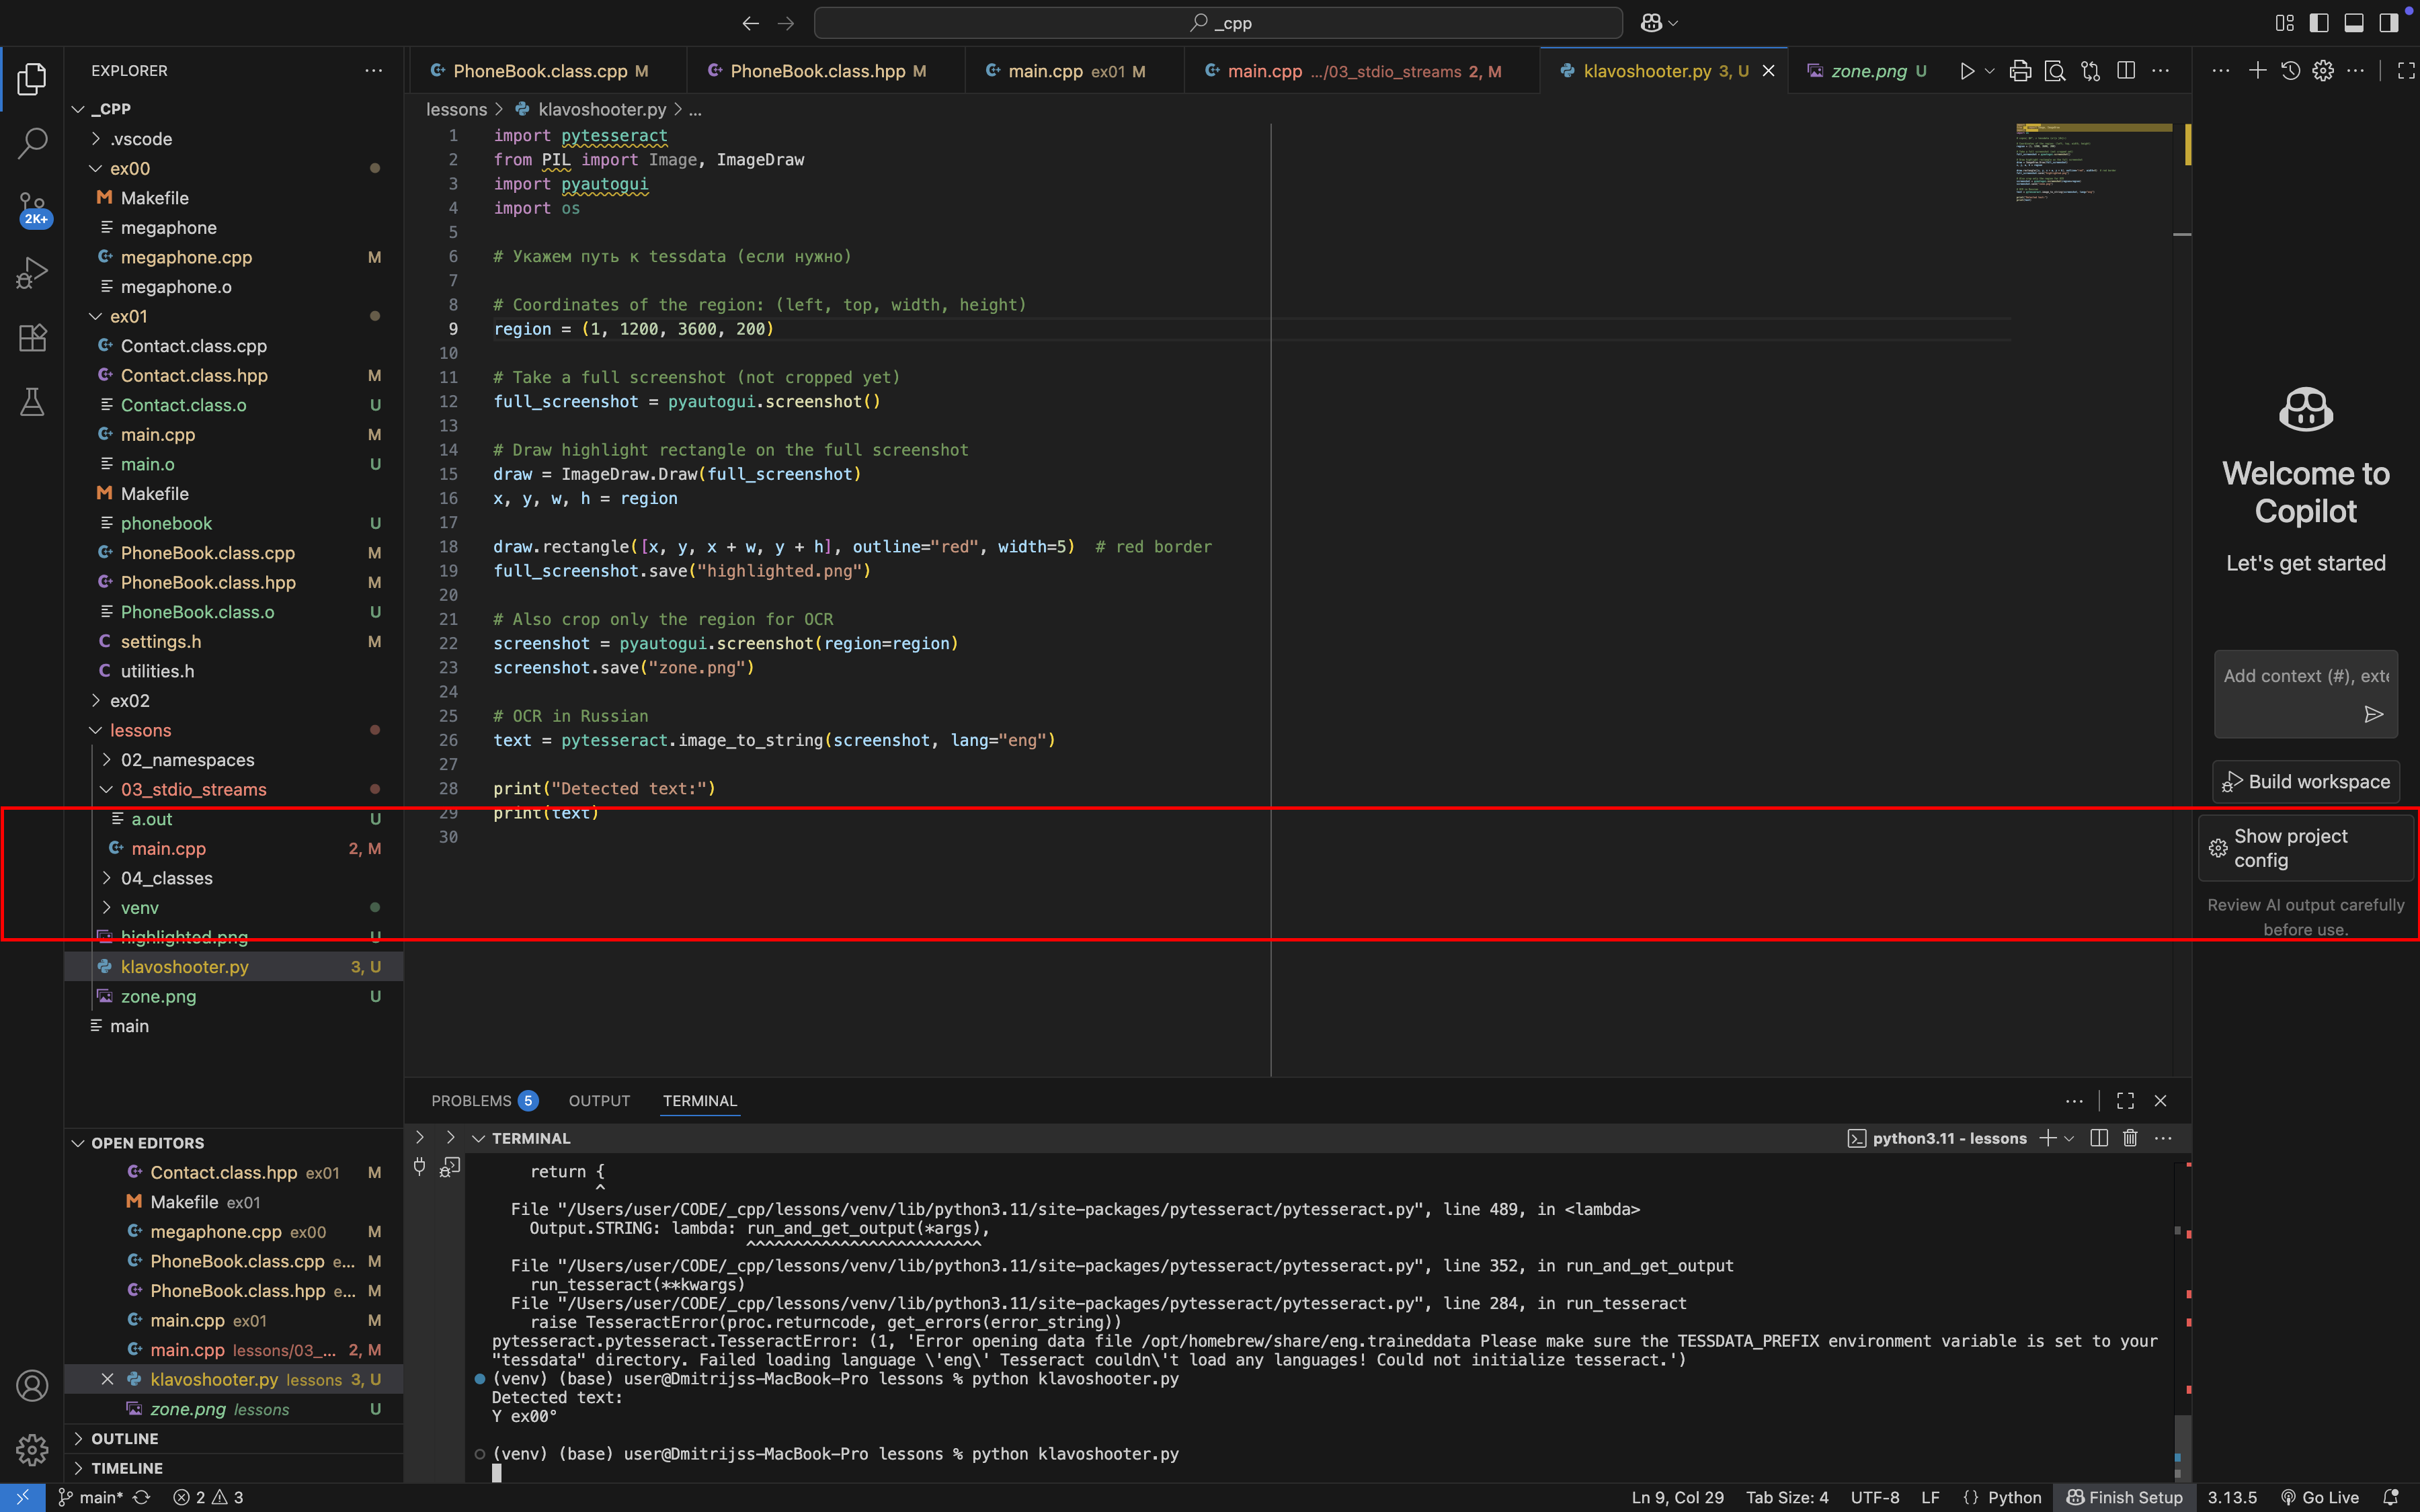 _cpp
EXPLORER
_CPP
.vscode
ex00
Makefile
megaphone
megaphone.cpp M
megaphone.o
ex01
Contact.class.cpp
Contact.class.hpp M
Contact.class.o U
main.cpp M
main.o U
Makefile
phonebook U
PhoneBook.class.cpp M
PhoneBook.class.hpp M
PhoneBook.class.o U
settings.h M
utilities.h
ex02
lessons
02_namespaces
03_stdio_streams
a.out U
main.cpp 2, M
04_classes
venv
highlighted.png U
klavoshooter.py 3, U
zone.png U
main
2K+
OPEN EDITORS
Contact.class.hpp ex01 M
Makefile ex01
megaphone.cpp ex00 M
PhoneBook.class.cpp e... M
PhoneBook.class.hpp e... M
main.cpp ex01 M
main.cpp lessons/03_... 2, M
klavoshooter.py lessons 3, U
zone.png lessons U
OUTLINE
TIMELINE
PhoneBook.class.cpp M
PhoneBook.class.hpp M
main.cpp ex01 M
main.cpp .../03_stdio_streams 2, M
klavoshooter.py 3, U
zone.png U
lessons > klavoshooter.py > ...
1 import pytesseract
2 from PIL import Image, ImageDraw
3 import pyautogui
4 import os
5
6 # Укажем путь к tessdata (если нужно)
7
8 # Coordinates of the region: (left, top, width, height)
9 region = (1, 1200, 3600, 200)
10
11 # Take a full screenshot (not cropped yet)
12 full_screenshot = pyautogui.screenshot()
13
14 # Draw highlight rectangle on the full screenshot
15 draw = ImageDraw.Draw(full_screenshot)
16 x, y, w, h = region
17
18 draw.rectangle([x, y, x + w, y + h], outline="red", width=5)  # red border
19 full_screenshot.save("highlighted.png")
20
21 # Also crop only the region for OCR
22 screenshot = pyautogui.screenshot(region=region)
23 screenshot.save("zone.png")
24
25 # OCR in Russian
26 text = pytesseract.image_to_string(screenshot, lang="eng")
27
28 print("Detected text:")
29 print(text)
30
Welcome to
Copilot
Let's get started
Add context (#), exte
Build workspace
Show project
config
Review AI output carefully
before use.
PROBLEMS 5 OUTPUT TERMINAL
TERMINAL
python3.11 - lessons
return {
^
File "/Users/user/CODE/_cpp/lessons/venv/lib/python3.11/site-packages/pytesseract/pytesseract.py", line 489, in <lambda>
Output.STRING: lambda: run_and_get_output(*args),
^^^^^^^^^^^^^^^^^^^^^^^^^
File "/Users/user/CODE/_cpp/lessons/venv/lib/python3.11/site-packages/pytesseract/pytesseract.py", line 352, in run_and_get_output
run_tesseract(**kwargs)
File "/Users/user/CODE/_cpp/lessons/venv/lib/python3.11/site-packages/pytesseract/pytesseract.py", line 284, in run_tesseract
raise TesseractError(proc.returncode, get_errors(error_string))
pytesseract.pytesseract.TesseractError: (1, 'Error opening data file /opt/homebrew/share/eng.traineddata Please make sure the TESSDATA_PREFIX environment variable is set to your
"tessdata" directory. Failed loading language \'eng\' Tesseract couldn\'t load any languages! Could not initialize tesseract.')
(venv) (base) user@Dmitrijss-MacBook-Pro lessons % python klavoshooter.py
Detected text:
Y ex00°
(venv) (base) user@Dmitrijss-MacBook-Pro lessons % python klavoshooter.py
main* 2 3
Ln 9, Col 29 Tab Size: 4 UTF-8 LF {} Python Finish Setup 3.13.5 Go Live